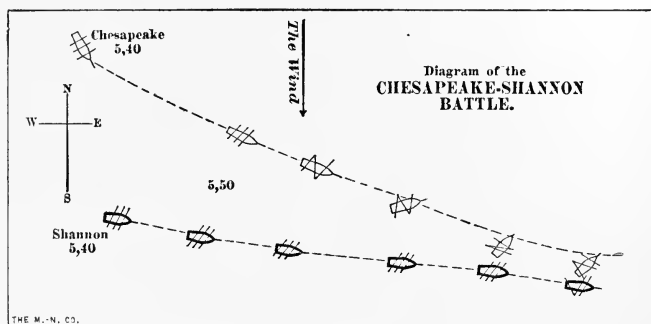 Chesapeake
5,40
The Wind
Diagram of the
CHESAPEAKE-SHANNON
BATTLE.
N
W E
S
5,50
Shannon
5,40
THE M.-N. CO.